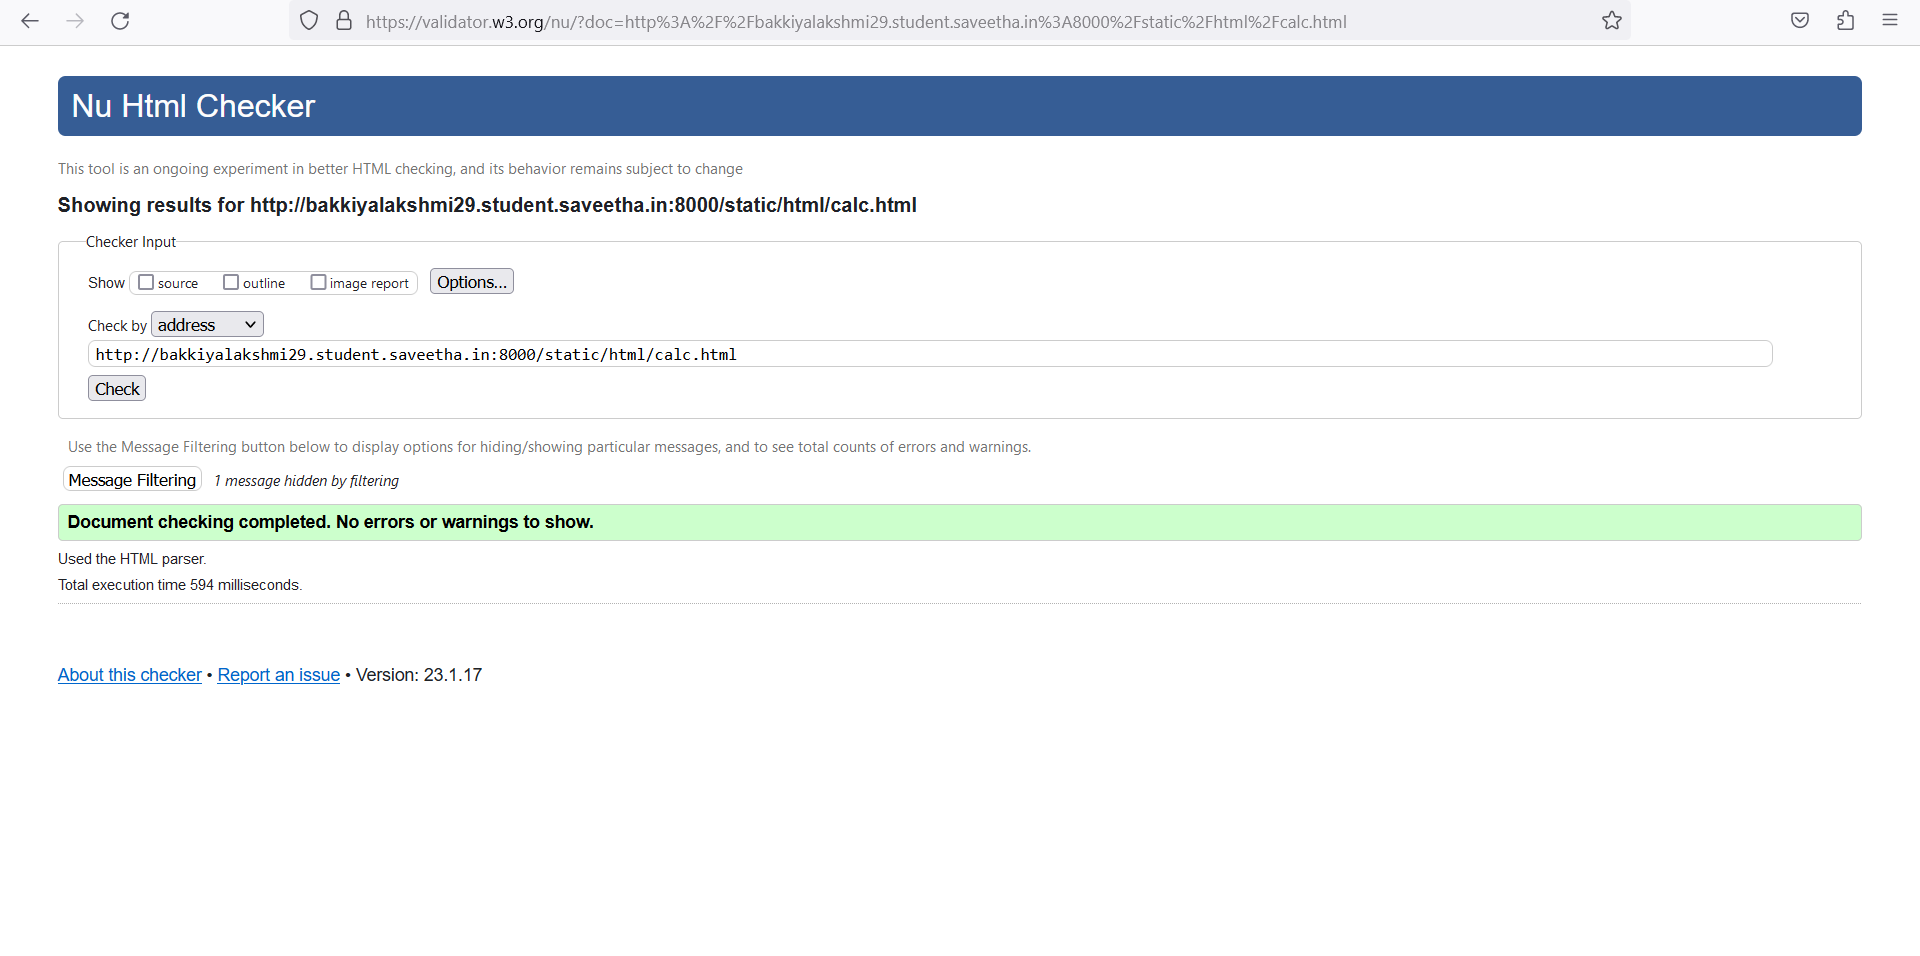 https://validator.w3.org/nu/?doc=http%3A%2F%2Fbakkiyalakshmi29.student.saveetha.in%3A8000%2Fstatic%2Fhtml%2Fcalc.html
Nu Html Checker
This tool is an ongoing experiment in better HTML checking, and its behavior remains subject to change
Showing results for http://bakkiyalakshmi29.student.saveetha.in:8000/static/html/calc.html
Checker Input
Show source outline image report Options...
Check by address
http://bakkiyalakshmi29.student.saveetha.in:8000/static/html/calc.html
Check
Use the Message Filtering button below to display options for hiding/showing particular messages, and to see total counts of errors and warnings.
Message Filtering 1 message hidden by filtering
Document checking completed. No errors or warnings to show.
Used the HTML parser.
Total execution time 594 milliseconds.
About this checker • Report an issue • Version: 23.1.17